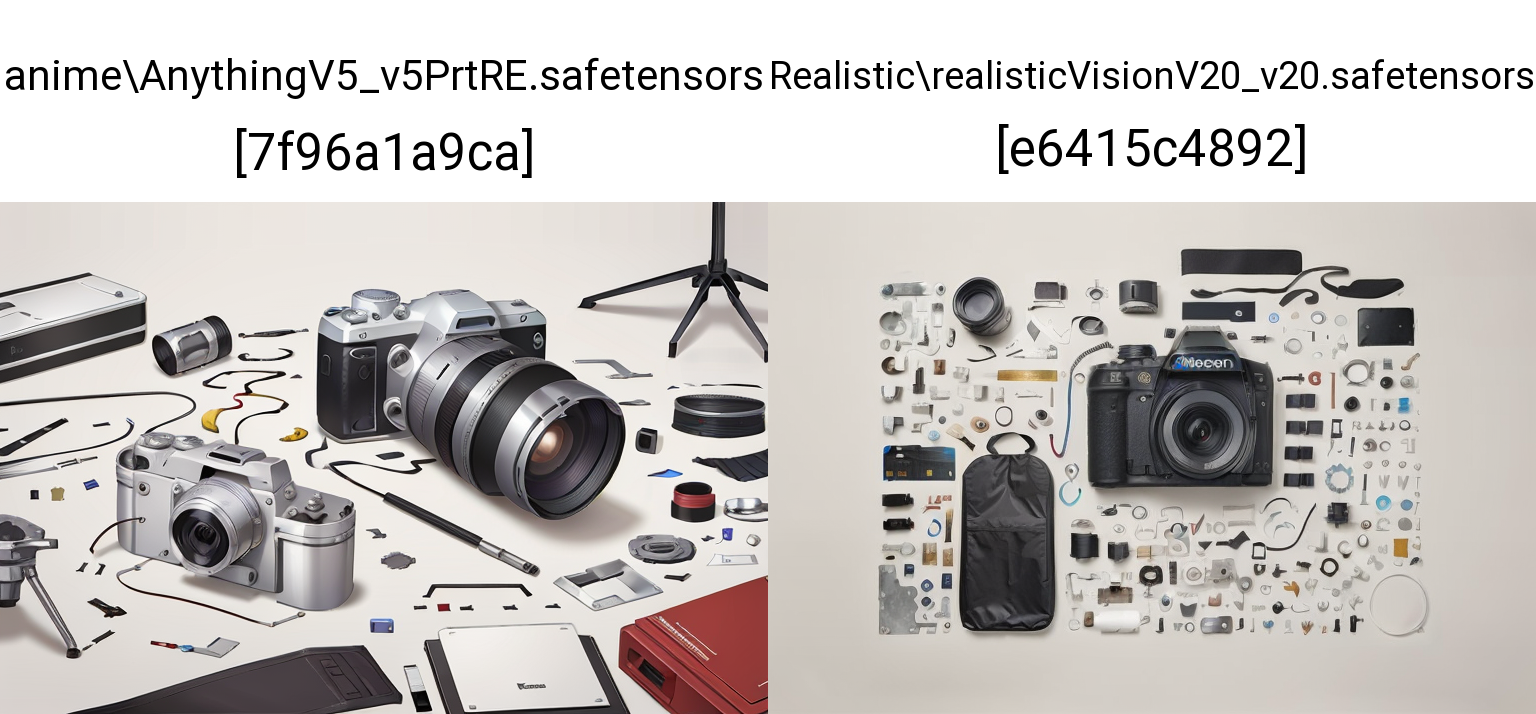 anime\AnythingV5_v5PrtRE.safetensors
[7f96a1a9ca]
Realistic\realisticVisionV20_v20.safetensors
[e6415c4892]